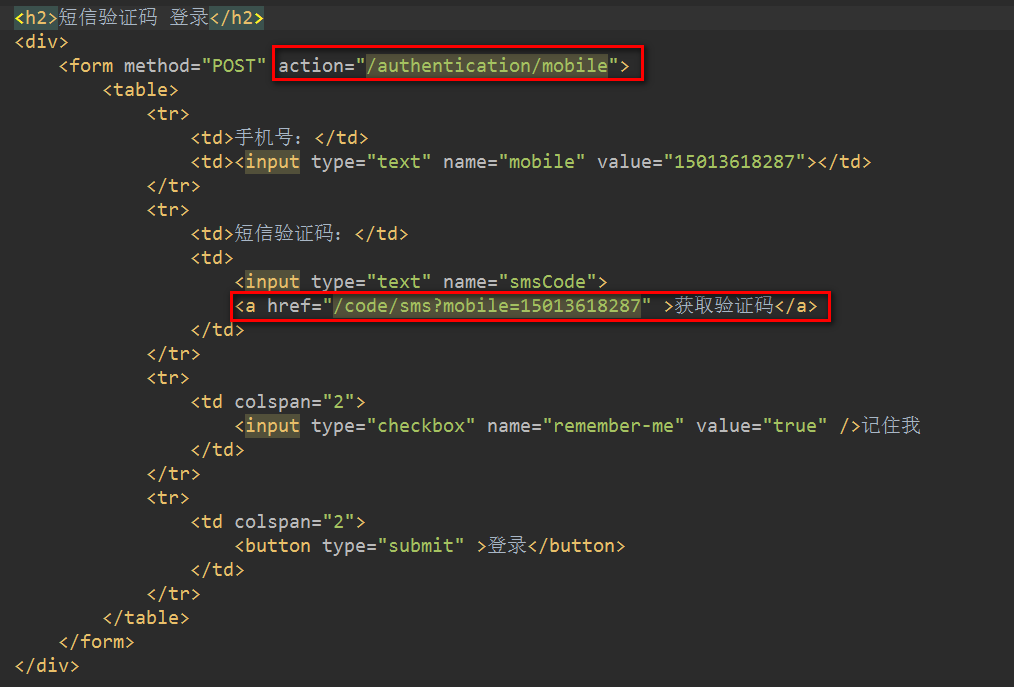 <h2>短信验证码 登录</h2>
<div>
<form method="POST" action="/authentication/mobile">
<table>
<tr>
<td>手机号：</td>
<td><input type="text" name="mobile" value="15013618287"></td>
</tr>
<tr>
<td>短信验证码：</td>
<td>
<input type="text" name="smsCode">
<a href="/code/sms?mobile=15013618287" >获取验证码</a>
</td>
</tr>
<tr>
<td colspan="2">
<input type="checkbox" name="remember-me" value="true" />记住我
</td>
</tr>
<tr>
<td colspan="2">
<button type="submit" >登录</button>
</td>
</tr>
</table>
</form>
</div>